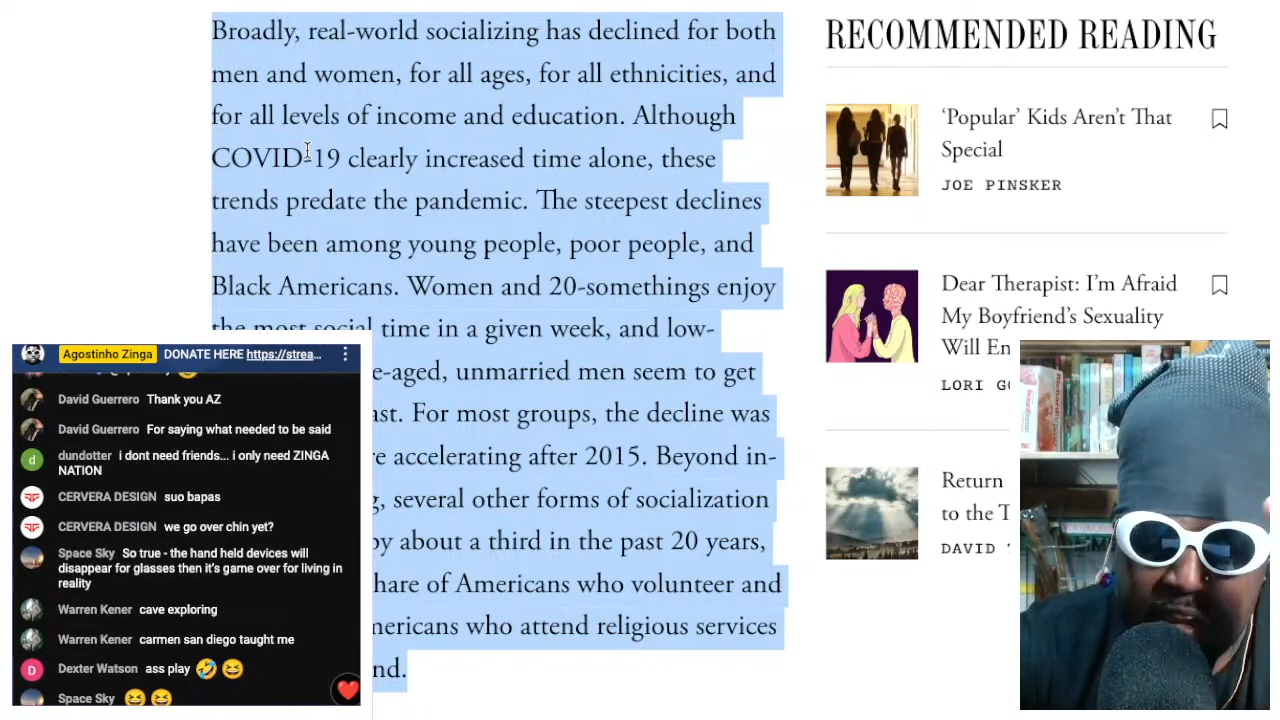 Broadly, real-world socializing has declined for both
men and women, for all ages, for all ethnicities, and
for all levels of income and education. Although
COVID-19 clearly increased time alone, these
trends predate the pandemic. The steepest declines
have been among young people, poor people, and
Black Americans. Women and 20-somethings enjoy
the most social time in a given week, and low-
e-aged, unmarried men seem to get
ast. For most groups, the decline was
re accelerating after 2015. Beyond in-
g, several other forms of socialization
by about a third in the past 20 years,
hare of Americans who volunteer and
mericans who attend religious services
nd.
RECOMMENDED READING
‘Popular’ Kids Aren’t That
Special
JOE PINSKER
Dear Therapist: I’m Afraid
My Boyfriend’s Sexuality
Will En
LORI GO
Return
to the T
DAVID
Agostinho Zinga DONATE HERE https://strea...
David Guerrero Thank you AZ
David Guerrero For saying what needed to be said
dundotter i dont need friends... i only need ZINGA
NATION
CERVERA DESIGN suo bapas
CERVERA DESIGN we go over chin yet?
Space Sky So true - the hand held devices will
disappear for glasses then it's game over for living in
reality
Warren Kener cave exploring
Warren Kener carmen san diego taught me
Dexter Watson ass play 🤣 😆
Space Sky 😆 😆